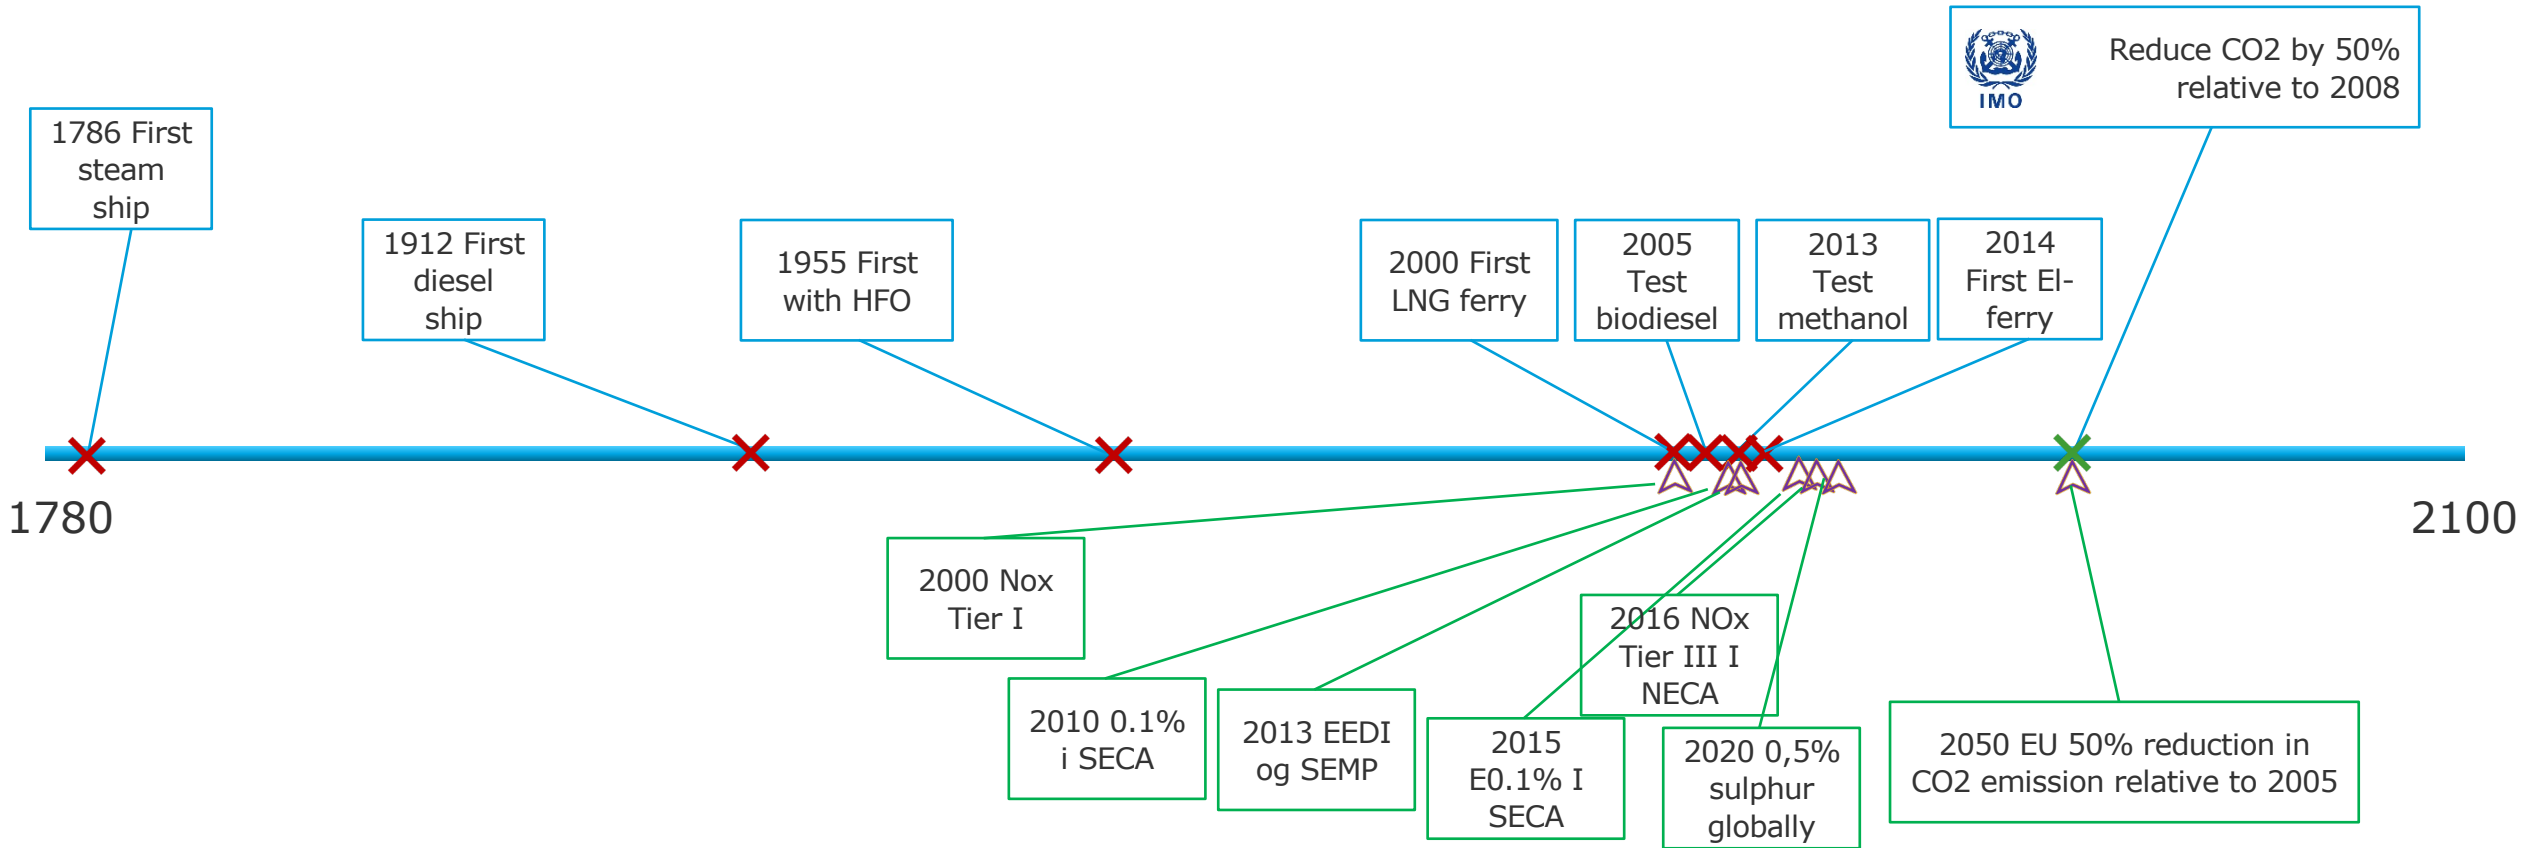 IMO
Reduce CO2 by 50%
relative to 2008
1786 First
steam
ship
1912 First
diesel
ship
1955 First
with HFO
2000 First
LNG ferry
2005
Test
biodiesel
2013
Test
methanol
2014
First El-
ferry
1780
2100
2000 Nox
Tier I
2010 0.1%
i SECA
2013 EEDI
og SEMP
2015
E0.1% I
SECA
2016 NOx
Tier III I
NECA
2020 0,5%
sulphur
globally
2050 EU 50% reduction in
CO2 emission relative to 2005